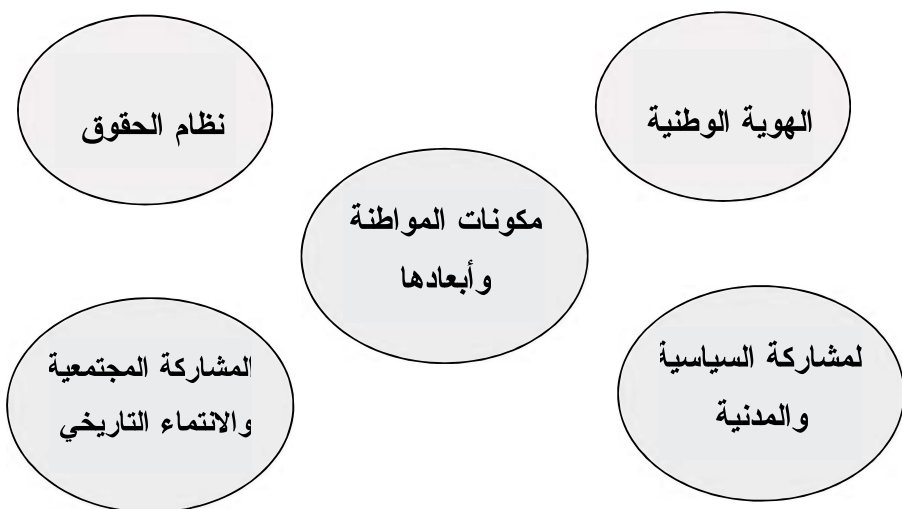 الهوية الوطنية
نظام الحقوق
مكونات المواطنة
وأبعادها
لمشاركة السياسية
والمدنية
المشاركة المجتمعية
والانتماء التاريخي